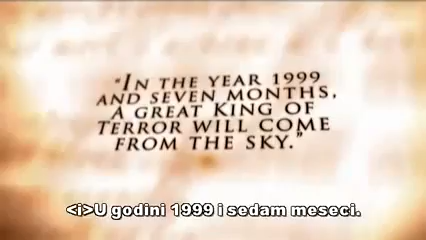 "IN THE YEAR 1999
AND SEVEN MONTHS,
A GREAT KING OF
TERROR WILL COME
FROM THE SKY."
<i>U godini 1999 i sedam meseci.